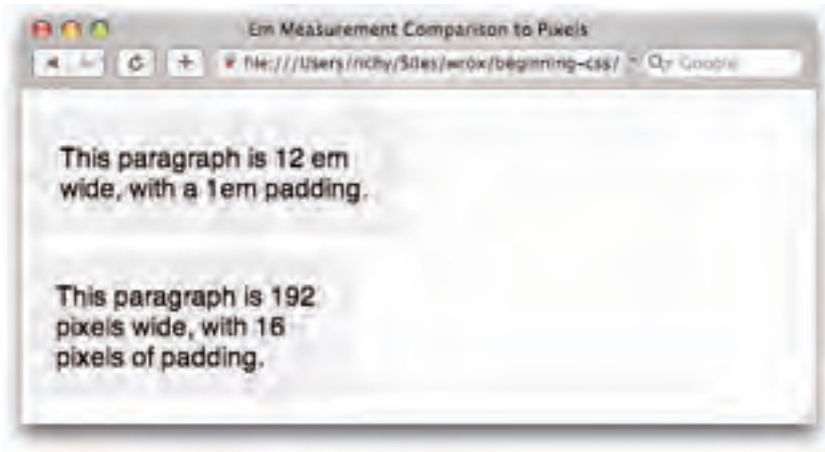 Em Measurement Comparison to Pixels
file:///Users/richy/Sites/wrox/beginning-css/ Google
This paragraph is 12 em
wide, with a 1em padding.
This paragraph is 192
pixels wide, with 16
pixels of padding.